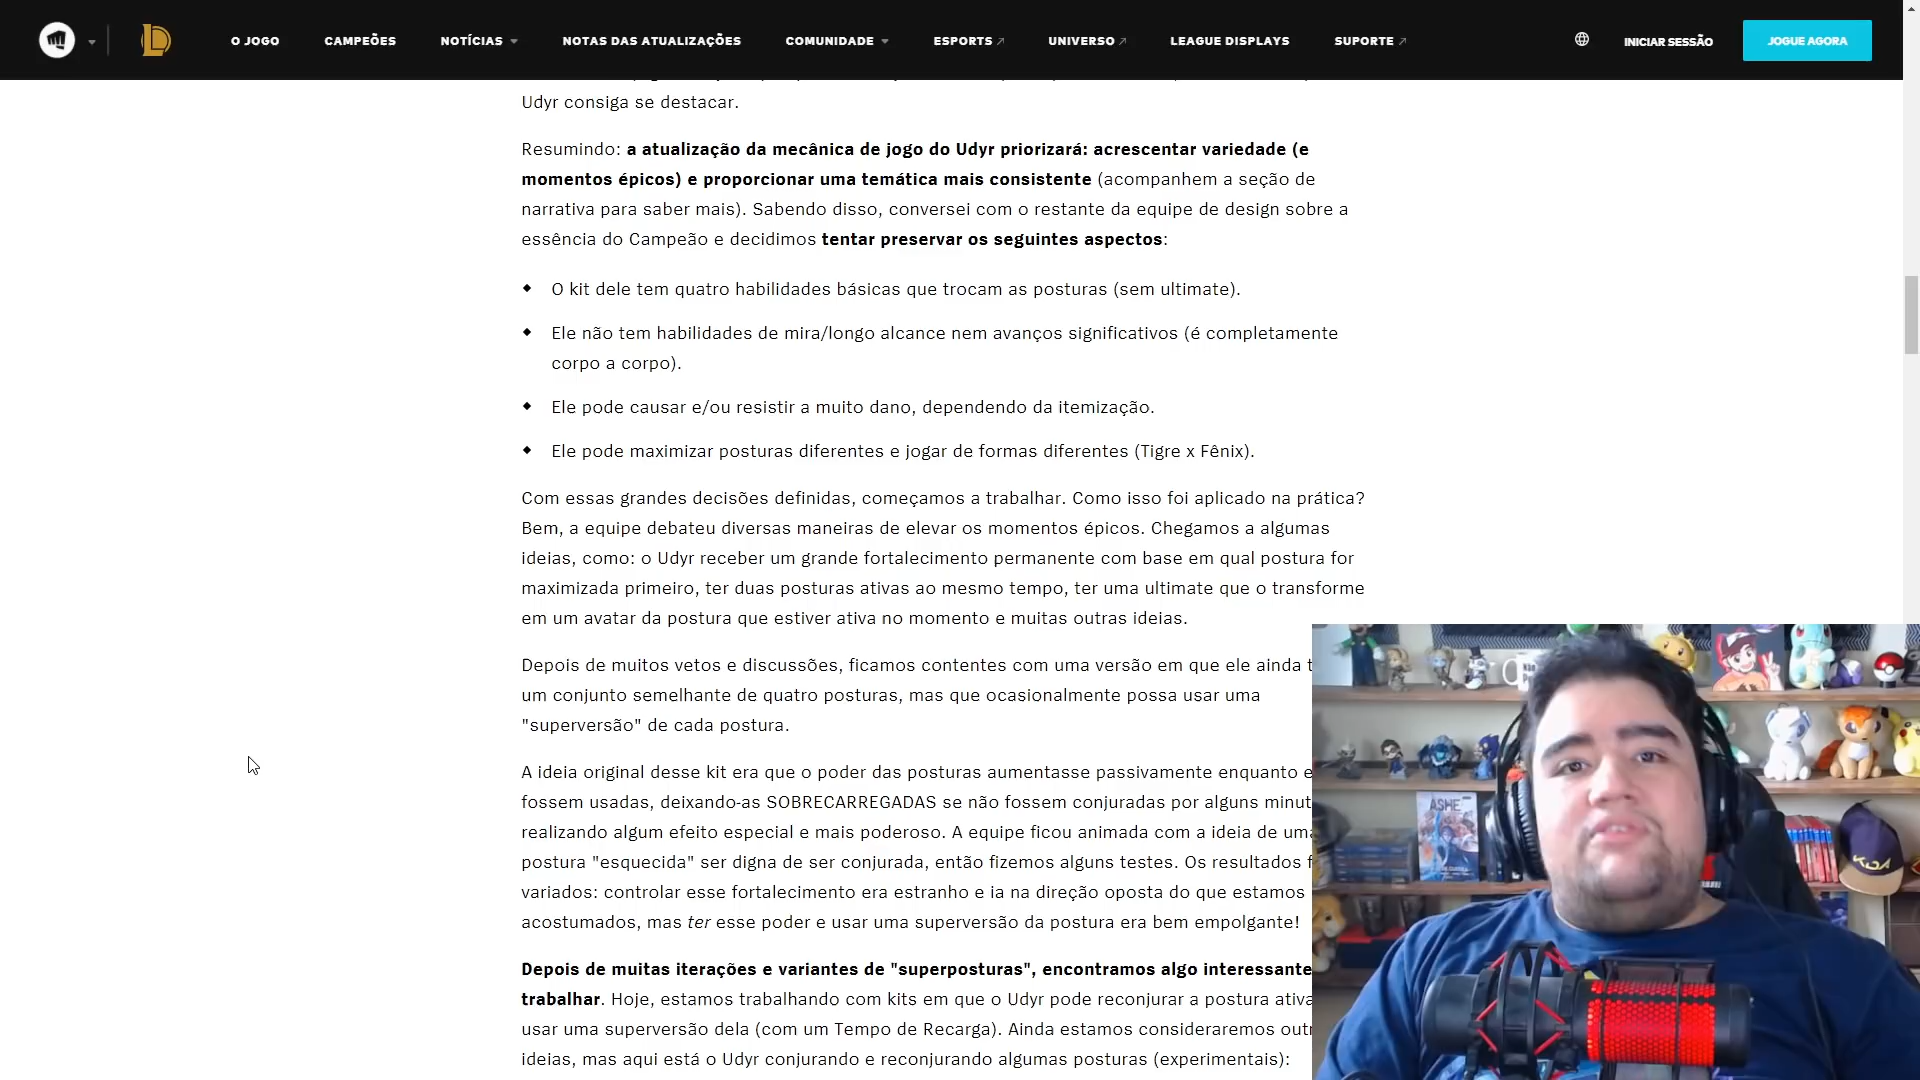 O JOGO
CAMPEÕES
NOTÍCIAS
NOTAS DAS ATUALIZAÇÕES
COMUNIDADE
ESPORTS
UNIVERSO
LEAGUE DISPLAYS
SUPORTE
INICIAR SESSÃO
JOGUE AGORA
Udyr consiga se destacar.
Resumindo: a atualização da mecânica de jogo do Udyr priorizará: acrescentar variedade (e
momentos épicos) e proporcionar uma temática mais consistente (acompanhem a seção de
narrativa para saber mais). Sabendo disso, conversei com o restante da equipe de design sobre a
essência do Campeão e decidimos tentar preservar os seguintes aspectos:
O kit dele tem quatro habilidades básicas que trocam as posturas (sem ultimate).
Ele não tem habilidades de mira/longo alcance nem avanços significativos (é completamente
corpo a corpo).
Ele pode causar e/ou resistir a muito dano, dependendo da itemização.
Ele pode maximizar posturas diferentes e jogar de formas diferentes (Tigre x Fênix).
Com essas grandes decisões definidas, começamos a trabalhar. Como isso foi aplicado na prática?
Bem, a equipe debateu diversas maneiras de elevar os momentos épicos. Chegamos a algumas
ideias, como: o Udyr receber um grande fortalecimento permanente com base em qual postura for
maximizada primeiro, ter duas posturas ativas ao mesmo tempo, ter uma ultimate que o transforme
em um avatar da postura que estiver ativa no momento e muitas outras ideias.
Depois de muitos vetos e discussões, ficamos contentes com uma versão em que ele ainda t
um conjunto semelhante de quatro posturas, mas que ocasionalmente possa usar uma
"superversão" de cada postura.
A ideia original desse kit era que o poder das posturas aumentasse passivamente enquanto e
fossem usadas, deixando-as SOBRECARREGADAS se não fossem conjuradas por alguns minut
realizando algum efeito especial e mais poderoso. A equipe ficou animada com a ideia de uma
postura "esquecida" ser digna de ser conjurada, então fizemos alguns testes. Os resultados f
variados: controlar esse fortalecimento era estranho e ia na direção oposta do que estamos
acostumados, mas ter esse poder e usar uma superversão da postura era bem empolgante!
Depois de muitas iterações e variantes de "superposturas", encontramos algo interessante
trabalhar. Hoje, estamos trabalhando com kits em que o Udyr pode reconjurar a postura ativa
usar uma superversão dela (com um Tempo de Recarga). Ainda estamos consideraremos outr
ideias, mas aqui está o Udyr conjurando e reconjurando algumas posturas (experimentais):
ASHE